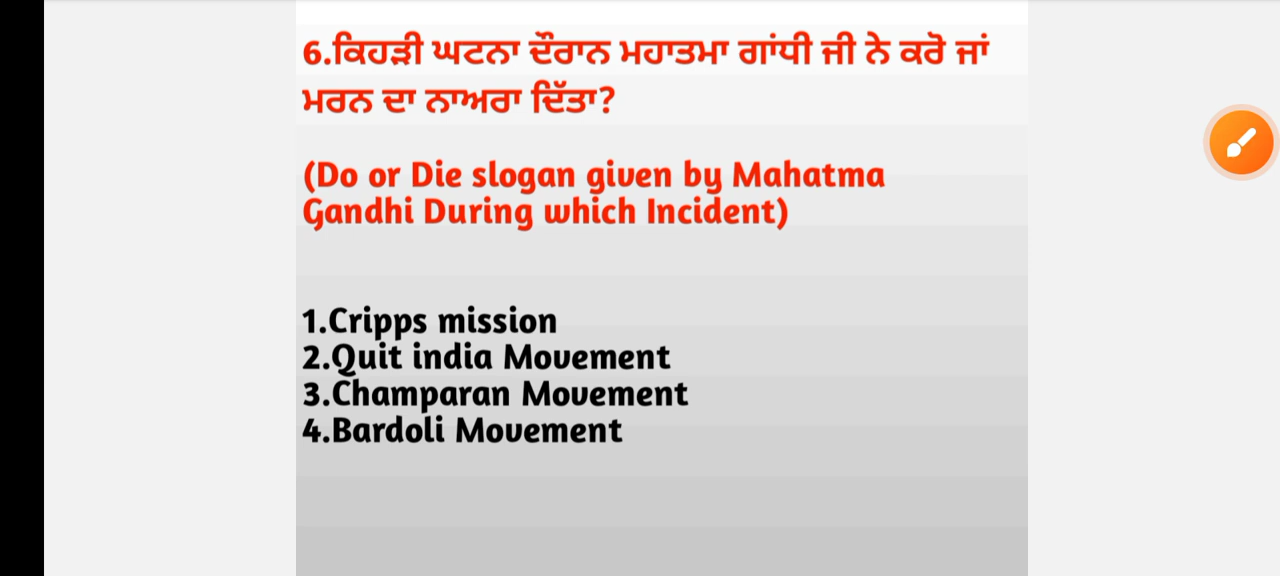 6.ਕਿਹੜੀ ਘਟਨਾ ਦੌਰਾਨ ਮਹਾਤਮਾ ਗਾਂਧੀ ਜੀ ਨੇ ਕਰੋ ਜਾਂ
ਮਰਨ ਦਾ ਨਾਅਰਾ ਦਿੱਤਾ?
(Do or Die slogan given by Mahatma
Gandhi During which Incident)
1.Cripps mission
2.Quit india Movement
3.Champaran Movement
4.Bardoli Movement